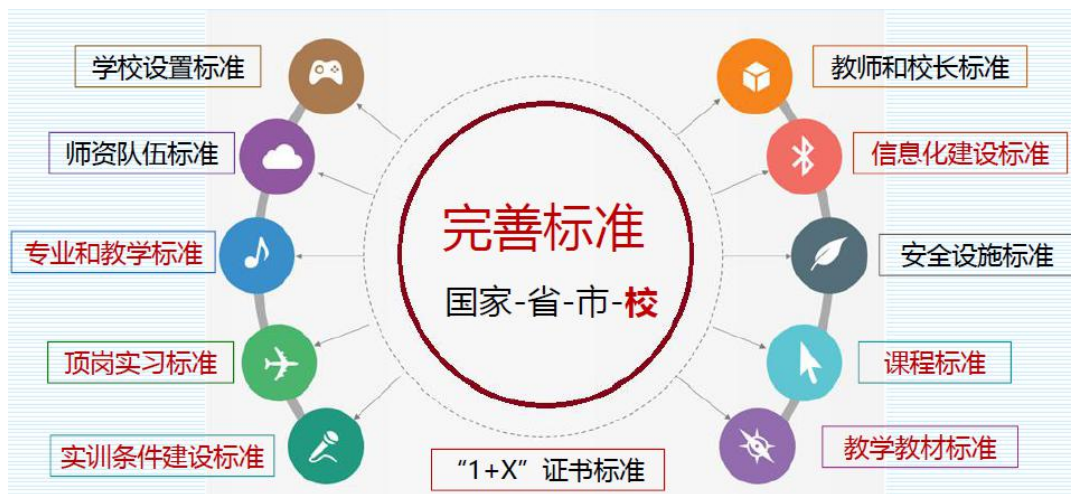 学校设置标准
师资队伍标准
专业和教学标准
顶岗实习标准
实训条件建设标准
完善标准
国家-省-市-校
“1+X”证书标准
教师和校长标准
信息化建设标准
安全设施标准
课程标准
教学教材标准